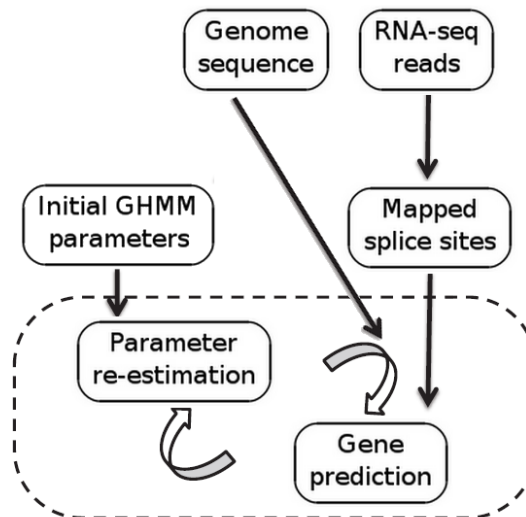 Genome
sequence
RNA-seq
reads
Initial GHMM
parameters
Mapped
splice sites
Parameter
re-estimation
Gene
prediction